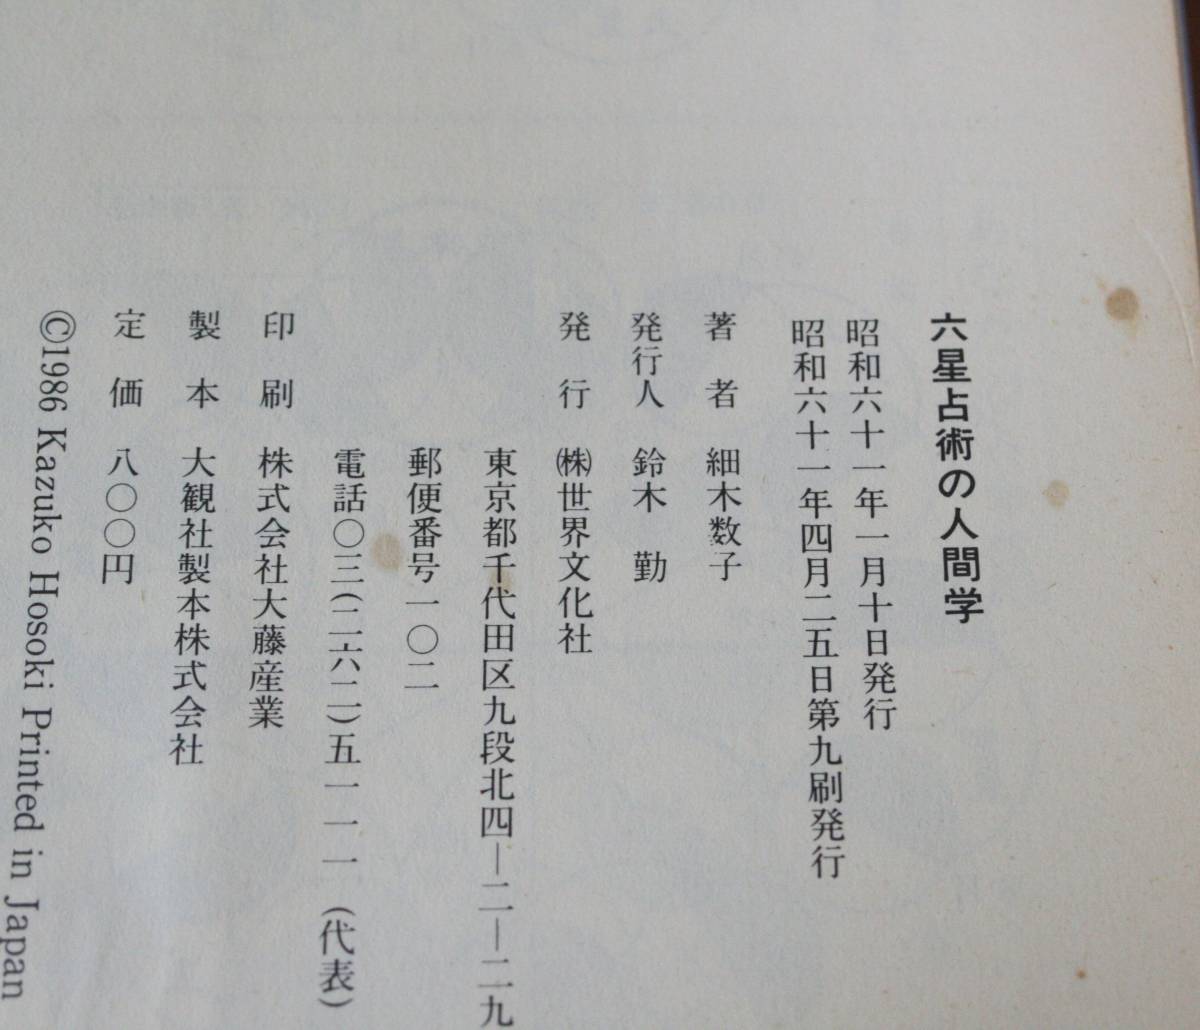 六星占術の人間学
昭和六十一年一月十日発行
昭和六十一年四月二五日第九刷発行
著者 細木数子
発行人 鈴木 勤
発行 ㈱世界文化社
東京都千代田区九段北四―二―二九
郵便番号一〇二
電話〇三(二六二)五一一一(代表)
印刷 株式会社大藤産業
製本 大観社製本株式会社
定価 八〇〇円
©1986 Kazuko Hosoki Printed in Japan